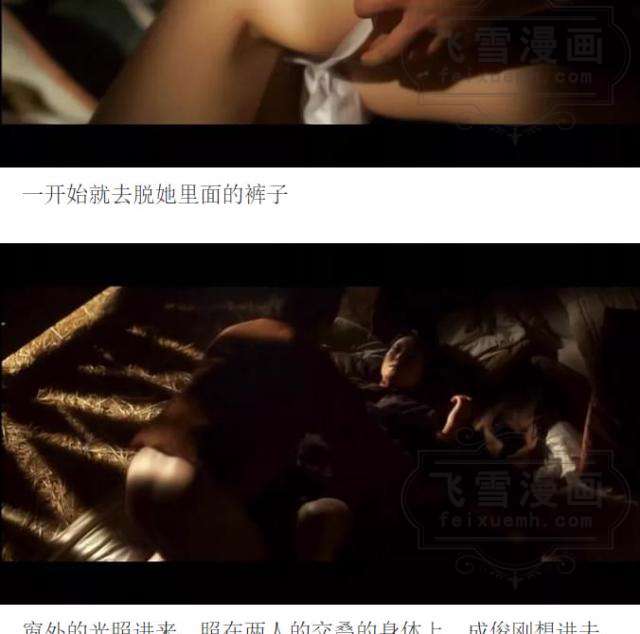 飞雪漫画
feixuemh.com
一开始就去脱她里面的裤子
飞雪漫画
feixuemh.com
窗外的光照进来，照在两人的交叠的身体上，成俊刚想进去